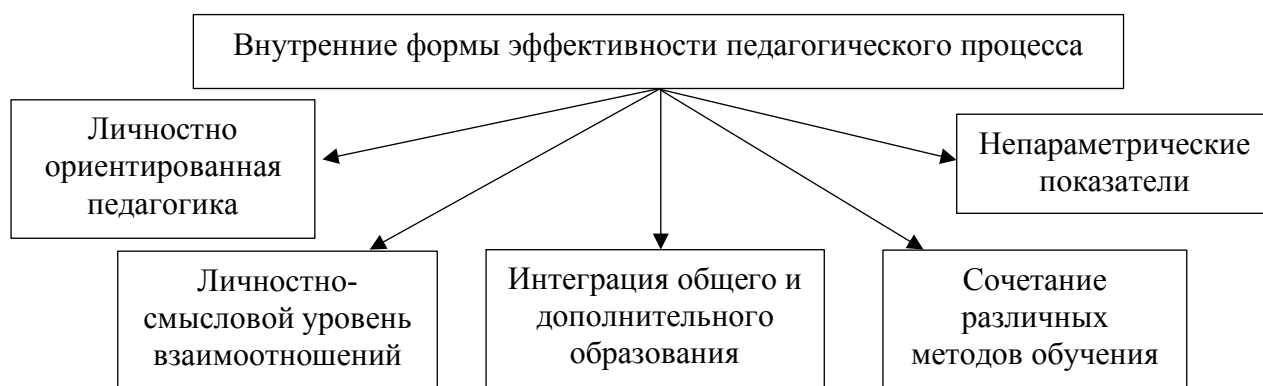 Внутренние формы эффективности педагогического процесса
Личностно
ориентированная
педагогика
Непараметрические
показатели
Личностно-
смысловой уровень
взаимоотношений
Интеграция общего и
дополнительного
образования
Сочетание
различных
методов обучения